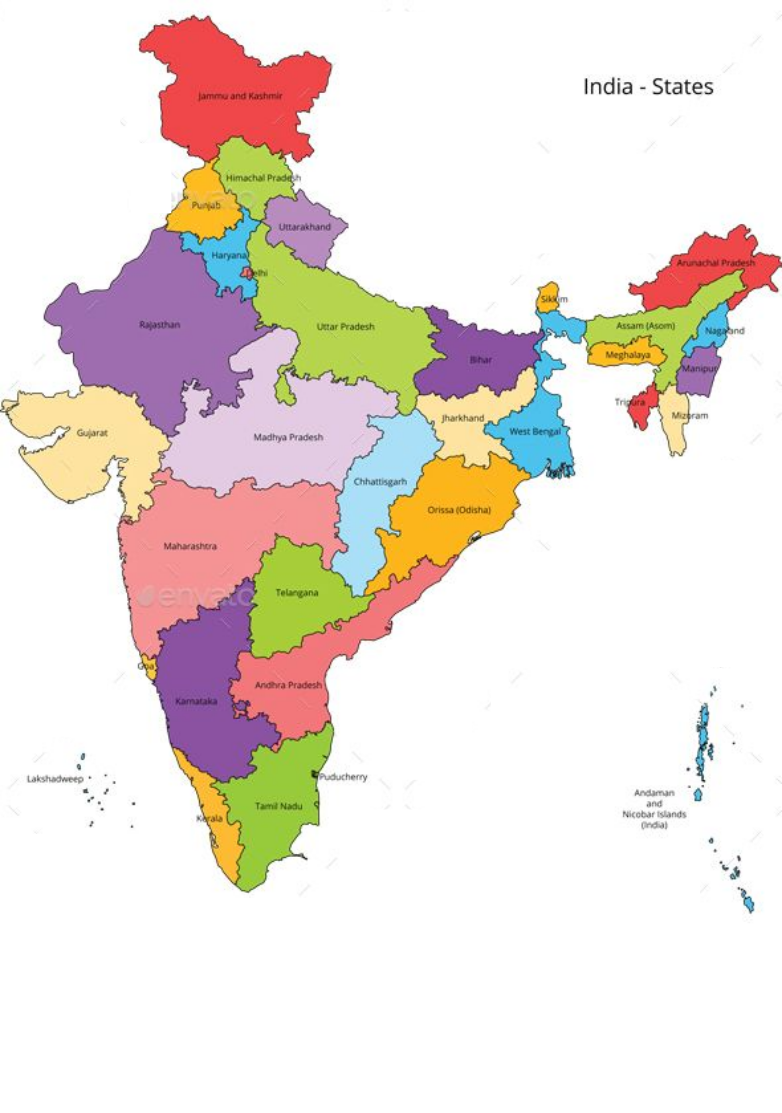 India - States
Jammu and Kashmir
Himachal Pradesh
Punjab
Uttarakhand
Haryana
Delhi
Arunachal Pradesh
Rajasthan
Uttar Pradesh
Sikkim
Assam (Asom)
Nagaland
Bihar
Meghalaya
Manipur
Tripura
Mizoram
Gujarat
Madhya Pradesh
Jharkhand
West Bengal
Chhattisgarh
Orissa (Odisha)
Maharashtra
Telangana
envato
Goa
Andhra Pradesh
Karnataka
Lakshadweep
Puducherry
Tamil Nadu
Kerala
Andaman
and
Nicobar Islands
(India)